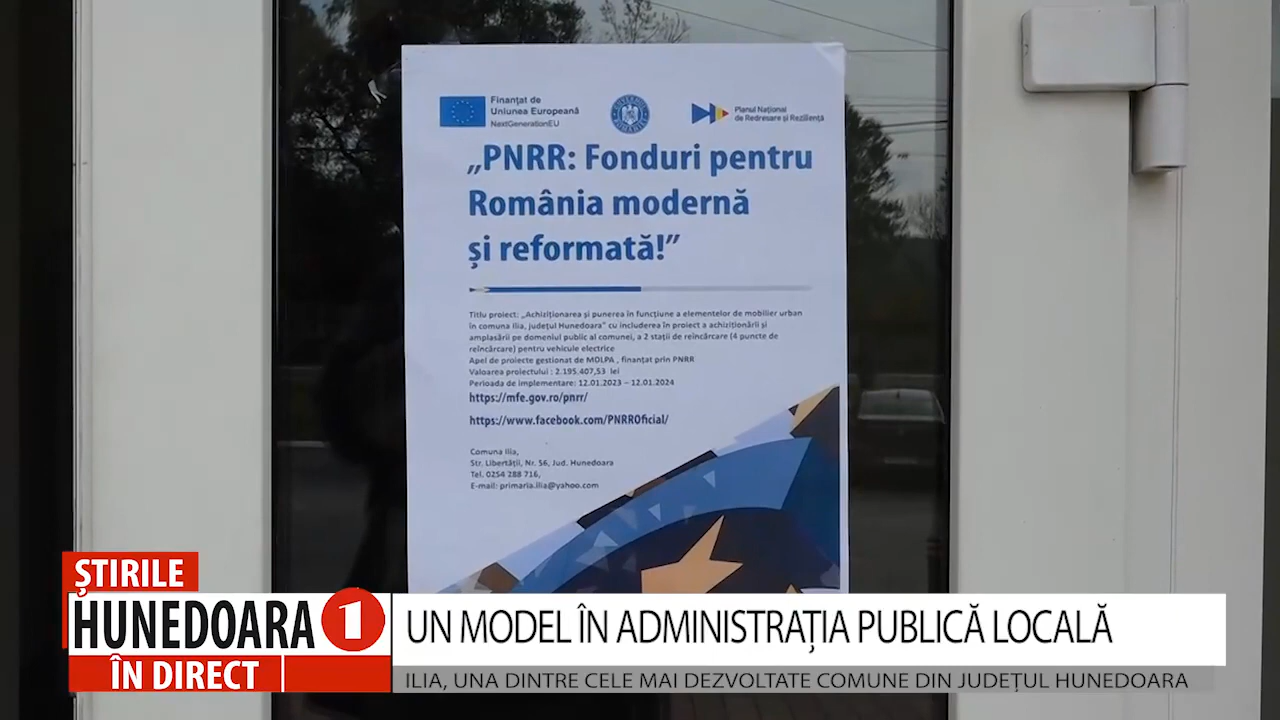 Finanțat de
Uniunea Europeană
NextGenerationEU
Planul Național
de Redresare și Reziliență
„PNRR: Fonduri pentru
România modernă
și reformată!”
Titlu proiect: „Achiziționarea și punerea în funcțiune a elementelor de mobilier urban
în comuna Ilia, județul Hunedoara” cu includerea în proiect a achiziționării și
amplasării pe domeniul public al comunei, a 2 stații de reîncărcare (4 puncte de
reîncărcare) pentru vehicule electrice
Apel de proiecte gestionat de MDLPA , finanțat prin PNRR
Valoarea proiectului : 2.195.407,53 lei
Perioada de implementare: 12.01.2023 – 12.01.2024
https://mfe.gov.ro/pnrr/
https://www.facebook.com/PNRROficial/
Comuna Ilia,
Str. Libertății, Nr. 56, Jud. Hunedoara
Tel. 0254 288 716,
E-mail: primaria.ilia@yahoo.com
ȘTIRILE
HUNEDOARA 1
ÎN DIRECT
UN MODEL ÎN ADMINISTRAȚIA PUBLICĂ LOCALĂ
ILIA, UNA DINTRE CELE MAI DEZVOLTATE COMUNE DIN JUDEȚUL HUNEDOARA